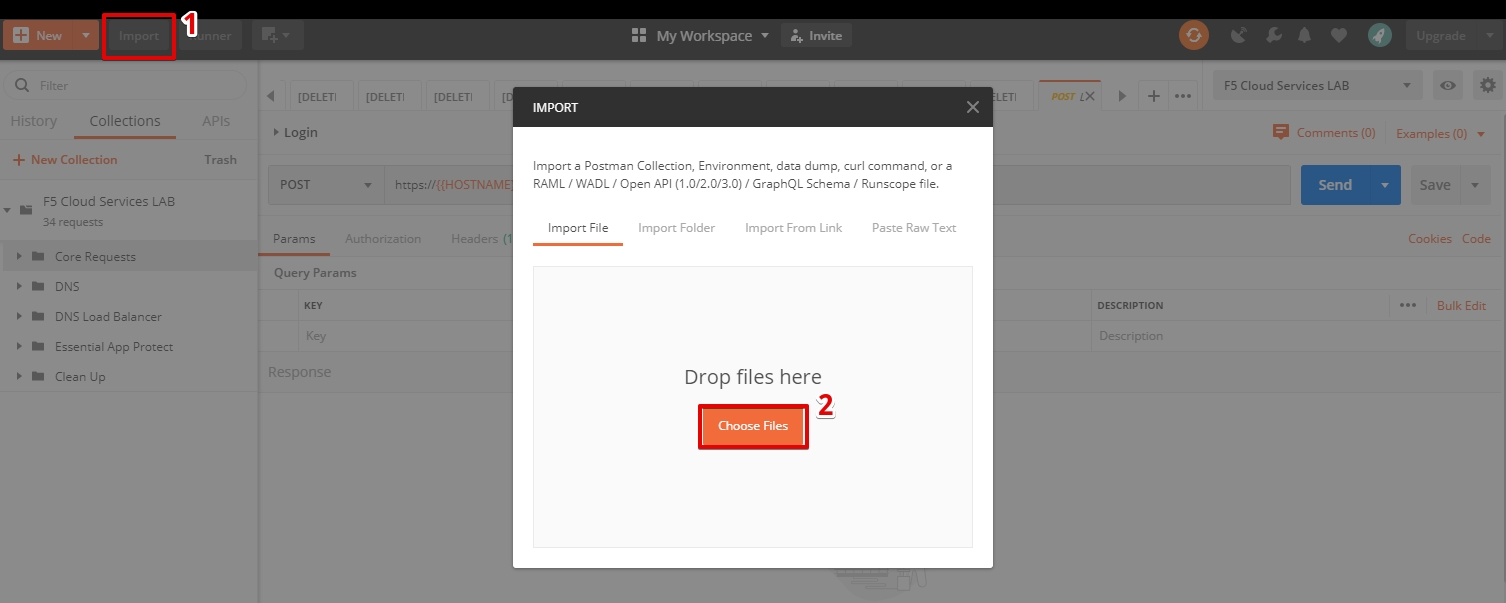 1
New
Import
unner
My Workspace
Invite
Upgrade
Filter
[DELETI
[DELETI
[DELETI
[D
ELETI
POST
F5 Cloud Services LAB
History
Collections
APIs
Login
Comments (0)
Examples (0)
+ New Collection
Trash
POST
https://{{HOSTNAME}
Send
Save
F5 Cloud Services LAB
34 requests
Params
Authorization
Headers (1
Cookies
Code
Core Requests
Query Params
DNS
KEY
DESCRIPTION
Bulk Edit
DNS Load Balancer
Key
Description
Essential App Protect
Response
Clean Up
IMPORT
Import a Postman Collection, Environment, data dump, curl command, or a
RAML / WADL / Open API (1.0/2.0/3.0) / GraphQL Schema / Runscope file.
Import File
Import Folder
Import From Link
Paste Raw Text
Drop files here
Choose Files
2